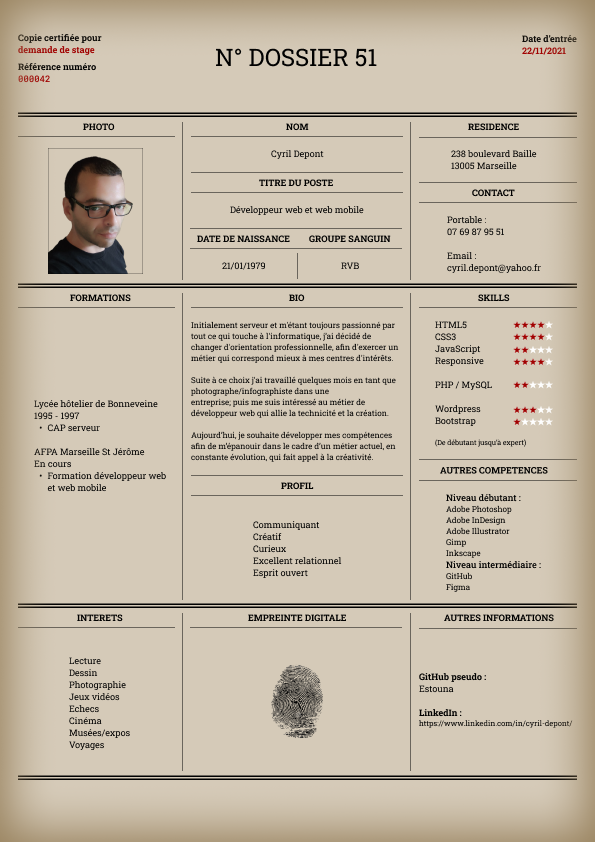 Copie certifiée pour
demande de stage
Référence numéro
000042
N° DOSSIER 51
Date d'entrée
22/11/2021
PHOTO
NOM
Cyril Depont
TITRE DU POSTE
Développeur web et web mobile
DATE DE NAISSANCE
21/01/1979
GROUPE SANGUIN
RVB
RESIDENCE
238 boulevard Baille
13005 Marseille
CONTACT
Portable :
07 69 87 95 51
Email :
cyril.depont@yahoo.fr
FORMATIONS
Lycée hôtelier de Bonneveine
1995 - 1997
• CAP serveur
AFPA Marseille St Jérôme
En cours
• Formation développeur web
et web mobile
BIO
Initialement serveur et m'étant toujours passionné par
tout ce qui touche à l'informatique, j'ai décidé de
changer d'orientation professionnelle, afin d'exercer un
métier qui correspond mieux à mes centres d'intérêts.
Suite à ce choix j'ai travaillé quelques mois en tant que
photographe/infographiste dans une
entreprise; puis me suis intéressé au métier de
développeur web qui allie la technicité et la création.
Aujourd'hui, je souhaite développer mes compétences
afin de m'épanouir dans le cadre d'un métier actuel, en
constante évolution, qui fait appel à la créativité.
PROFIL
Communiquant
Créatif
Curieux
Excellent relationnel
Esprit ouvert
SKILLS
HTML5
CSS3
JavaScript
Responsive
PHP / MySQL
Wordpress
Bootstrap
(De débutant jusqu'à expert)
AUTRES COMPETENCES
Niveau débutant :
Adobe Photoshop
Adobe InDesign
Adobe Illustrator
Gimp
Inkscape
Niveau intermédiaire :
GitHub
Figma
INTERETS
Lecture
Dessin
Photographie
Jeux vidéos
Echecs
Cinéma
Musées/expos
Voyages
EMPREINTE DIGITALE
AUTRES INFORMATIONS
GitHub pseudo :
Estouna
LinkedIn :
https://www.linkedin.com/in/cyril-depont/